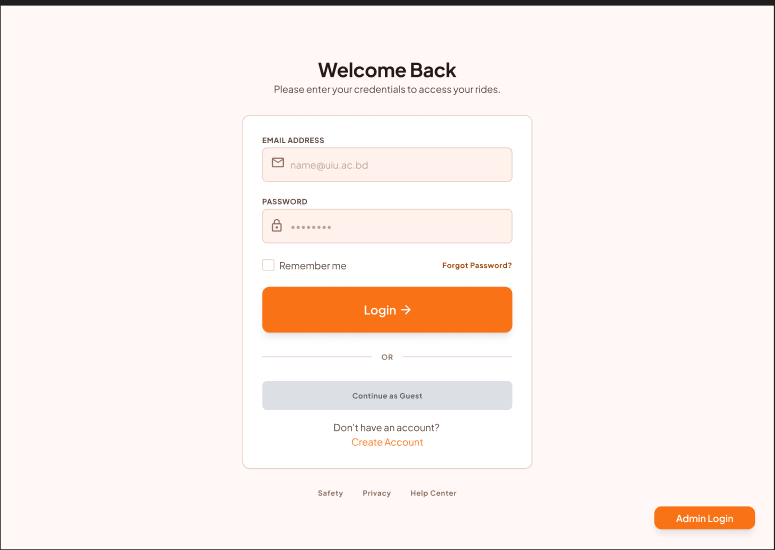 Welcome Back
Please enter your credentials to access your rides.
EMAIL ADDRESS
name@uiu.ac.bd
PASSWORD
••••••••
Remember me
Forgot Password?
Login →
OR
Continue as Guest
Don't have an account?
Create Account
Safety Privacy Help Center
Admin Login